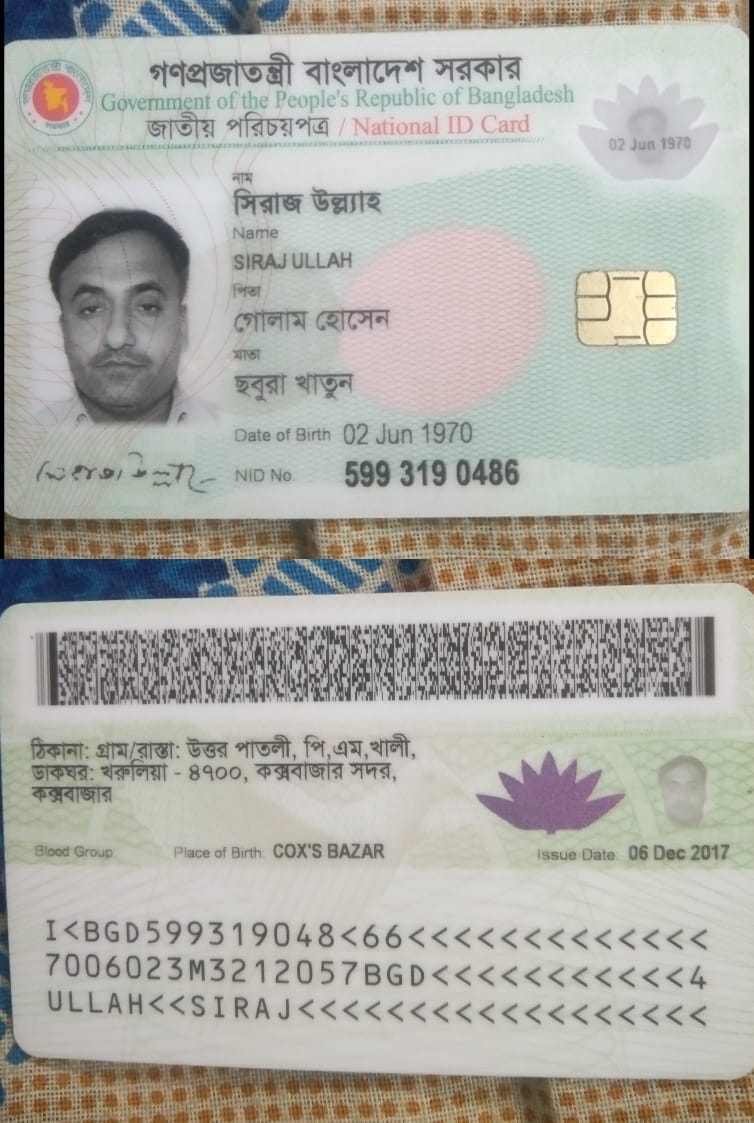 গণপ্রজাতন্ত্রী বাংলাদেশ সরকার
Government of the People's Republic of Bangladesh
জাতীয় পরিচয়পত্র / National ID Card
02 Jun 1970
নাম
সিরাজ উল্ল্যাহ
Name
SIRAJ ULLAH
পিতা
গোলাম হোসেন
মাতা
ছবুরা খাতুন
Date of Birth 02 Jun 1970
NID No. 599 319 0486
ঠিকানা: গ্রাম/রাস্তা: উত্তর পাতলী, পি,এম,খালী,
ডাকঘর: খরুলিয়া - ৪৭০০, কক্সবাজার সদর,
কক্সবাজার
Blood Group Place of Birth: COX'S BAZAR Issue Date: 06 Dec 2017
I<BGD599319048<66<<<<<<<<<<<<<
7006023M3212057BGD<<<<<<<<<<<4
ULLAH<<SIRAJ<<<<<<<<<<<<<<<<<<